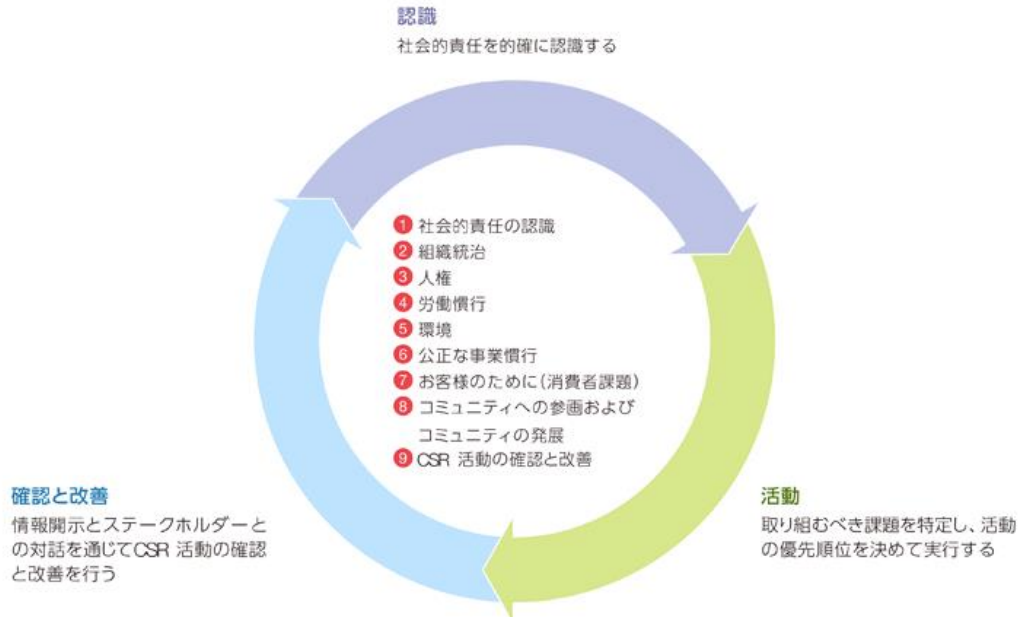 認識
社会的責任を的確に認識する
1 社会的責任の認識
2 組織統治
3 人権
4 労働慣行
5 環境
6 公正な事業慣行
7 お客様のために(消費者課題)
8 コミュニティへの参画および
コミュニティの発展
9 CSR 活動の確認と改善
確認と改善
情報開示とステークホルダーと
の対話を通じてCSR 活動の確認
と改善を行う
活動
取り組むべき課題を特定し、活動
の優先順位を決めて実行する